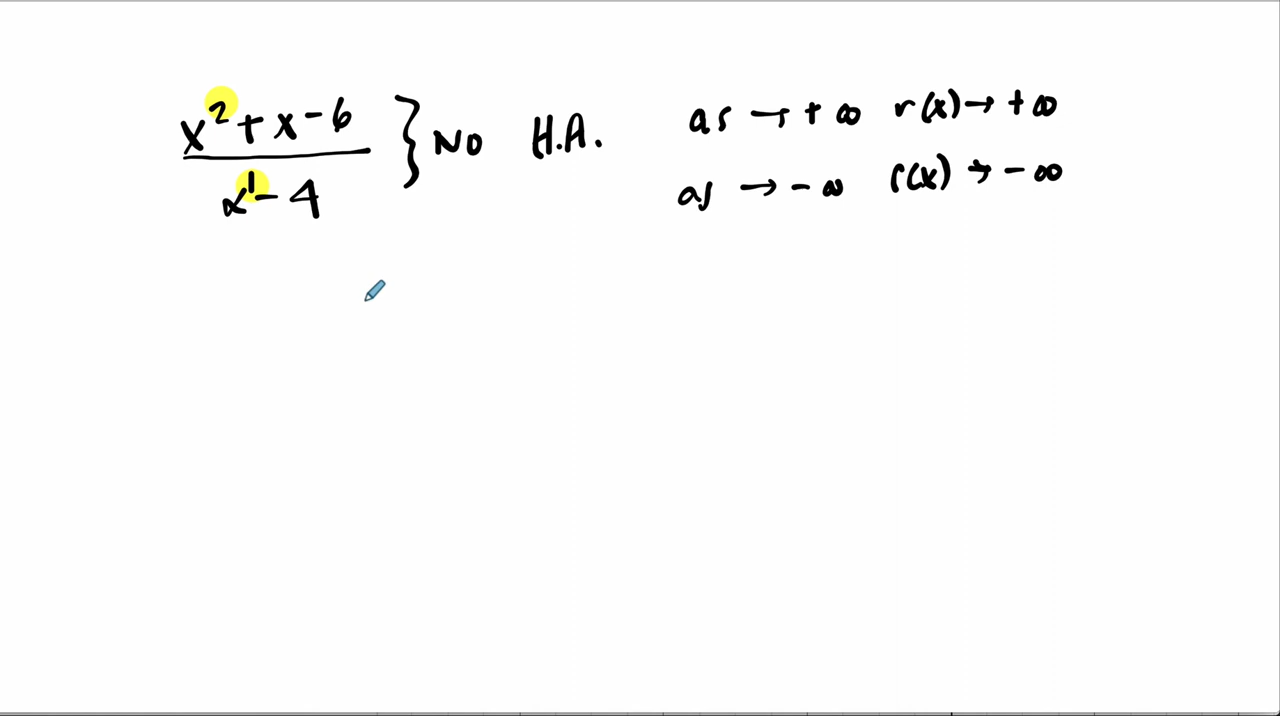 x² + x - 6 } NO H.A.
x¹ - 4
as → + ∞ r(x) → + ∞
as → - ∞ r(x) → - ∞